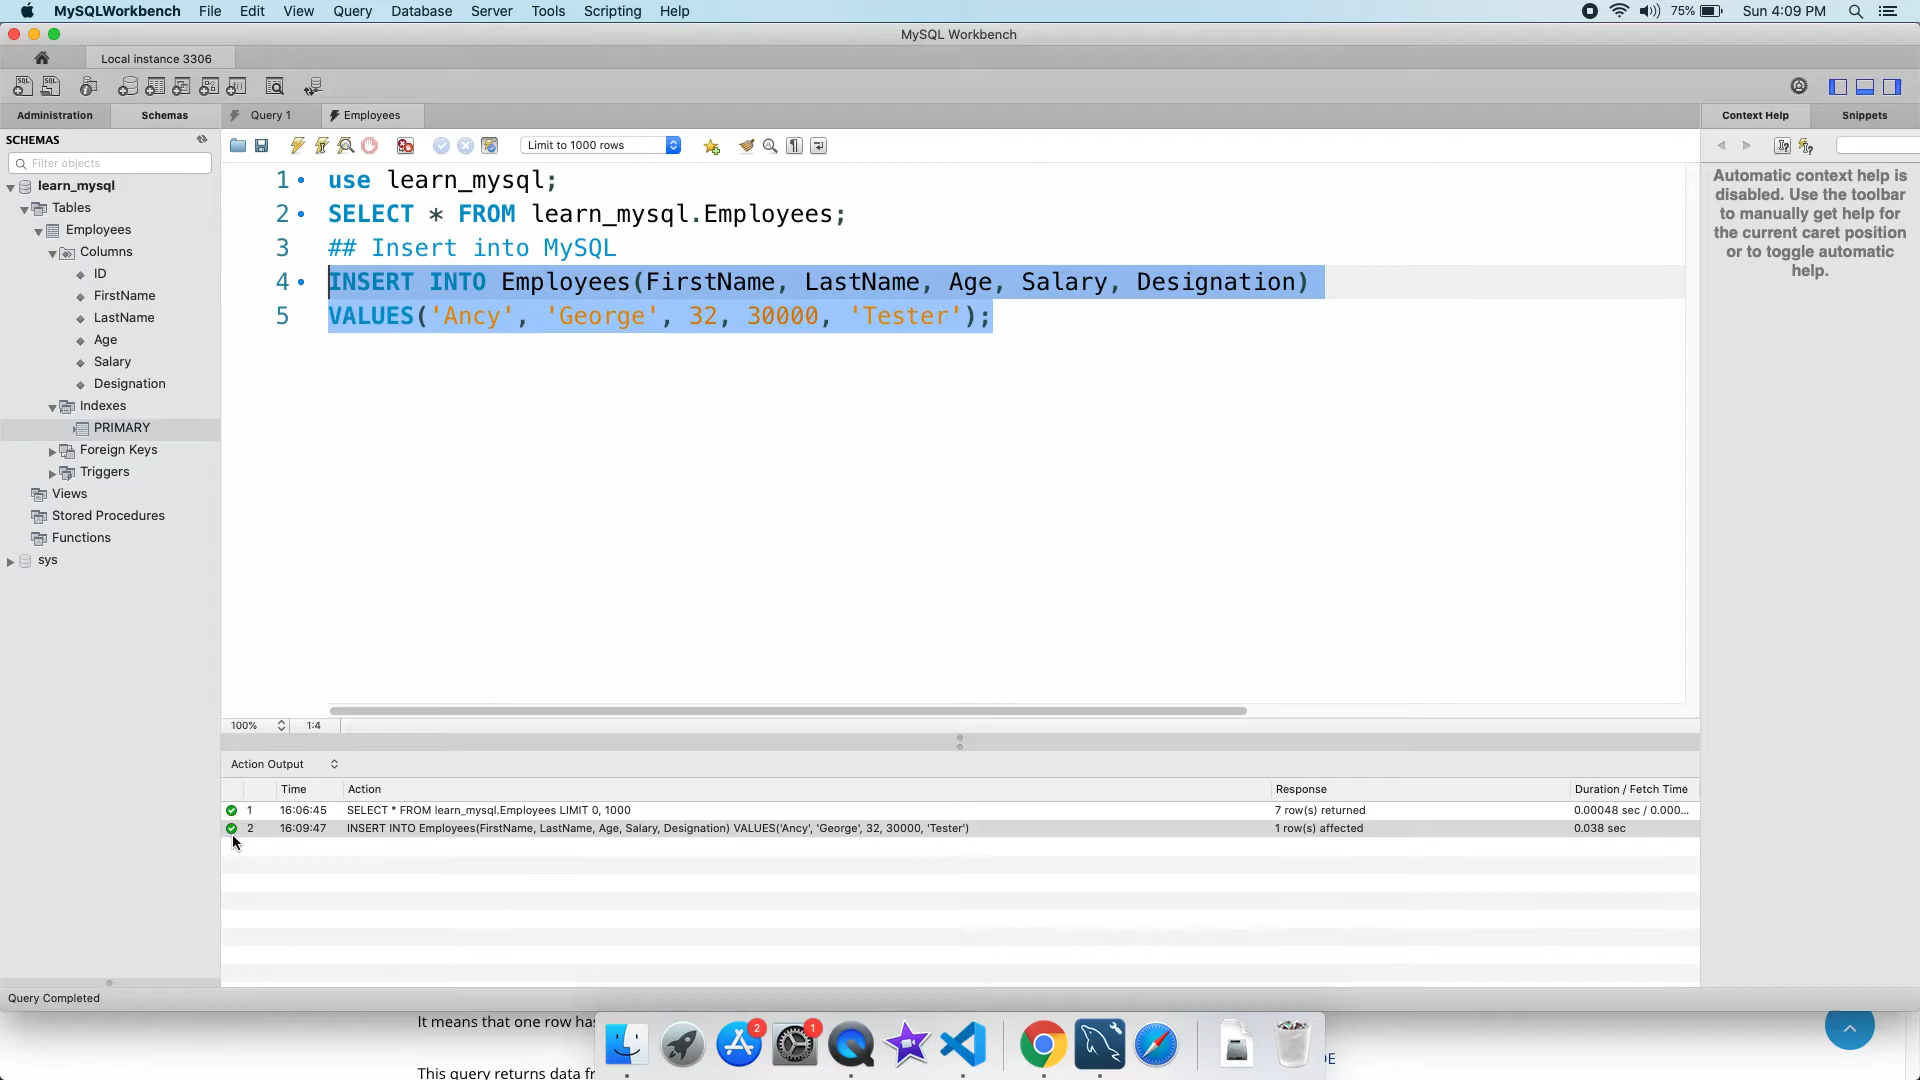 MySQLWorkbench File Edit View Query Database Server Tools Scripting Help 75% Sun 4:09 PM
MySQL Workbench
Local instance 3306
Administration Schemas Query 1 Employees Context Help Snippets
SCHEMAS
Limit to 1000 rows
Filter objects
learn_mysql
Tables
Employees
Columns
ID
FirstName
LastName
Age
Salary
Designation
Indexes
PRIMARY
Foreign Keys
Triggers
Views
Stored Procedures
Functions
sys
1 use learn_mysql;
2 SELECT * FROM learn_mysql.Employees;
3 ## Insert into MySQL
4 INSERT INTO Employees(FirstName, LastName, Age, Salary, Designation)
5 VALUES('Ancy', 'George', 32, 30000, 'Tester');
Automatic context help is
disabled. Use the toolbar
to manually get help for
the current caret position
or to toggle automatic
help.
100% 1:4
Action Output
Time Action Response Duration / Fetch Time
1 16:06:45 SELECT * FROM learn_mysql.Employees LIMIT 0, 1000 7 row(s) returned 0.00048 sec / 0.000...
2 16:09:47 INSERT INTO Employees(FirstName, LastName, Age, Salary, Designation) VALUES('Ancy', 'George', 32, 30000, 'Tester') 1 row(s) affected 0.038 sec
Query Completed
It means that one row has
2 1
DE
This query returns data fr